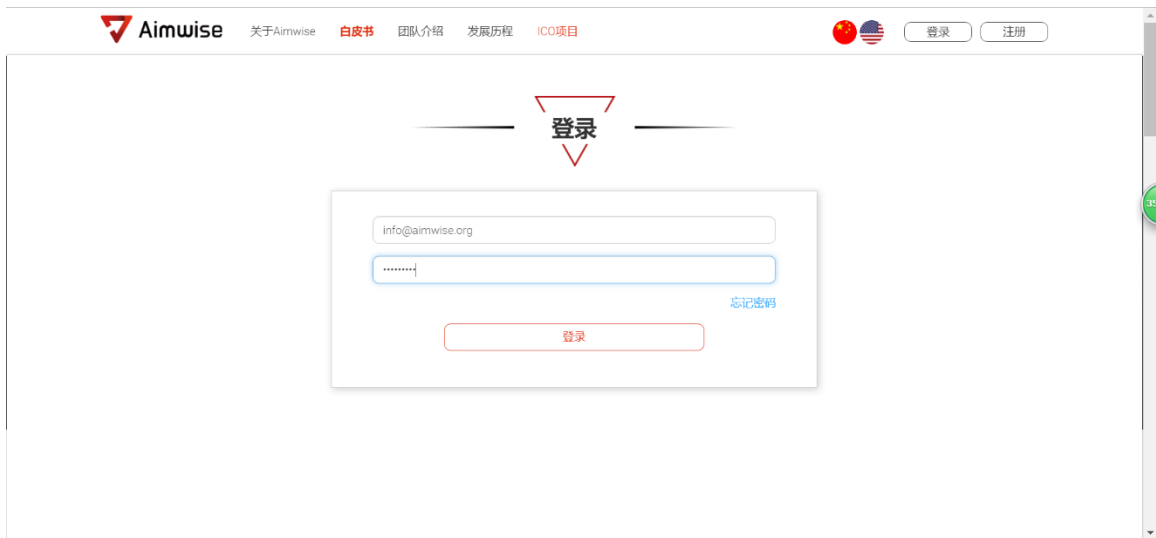 Aimwise 关于Aimwise 白皮书 团队介绍 发展历程 ICO项目 登录 注册
登录
info@aimwise.org
•••••••••
忘记密码
登录